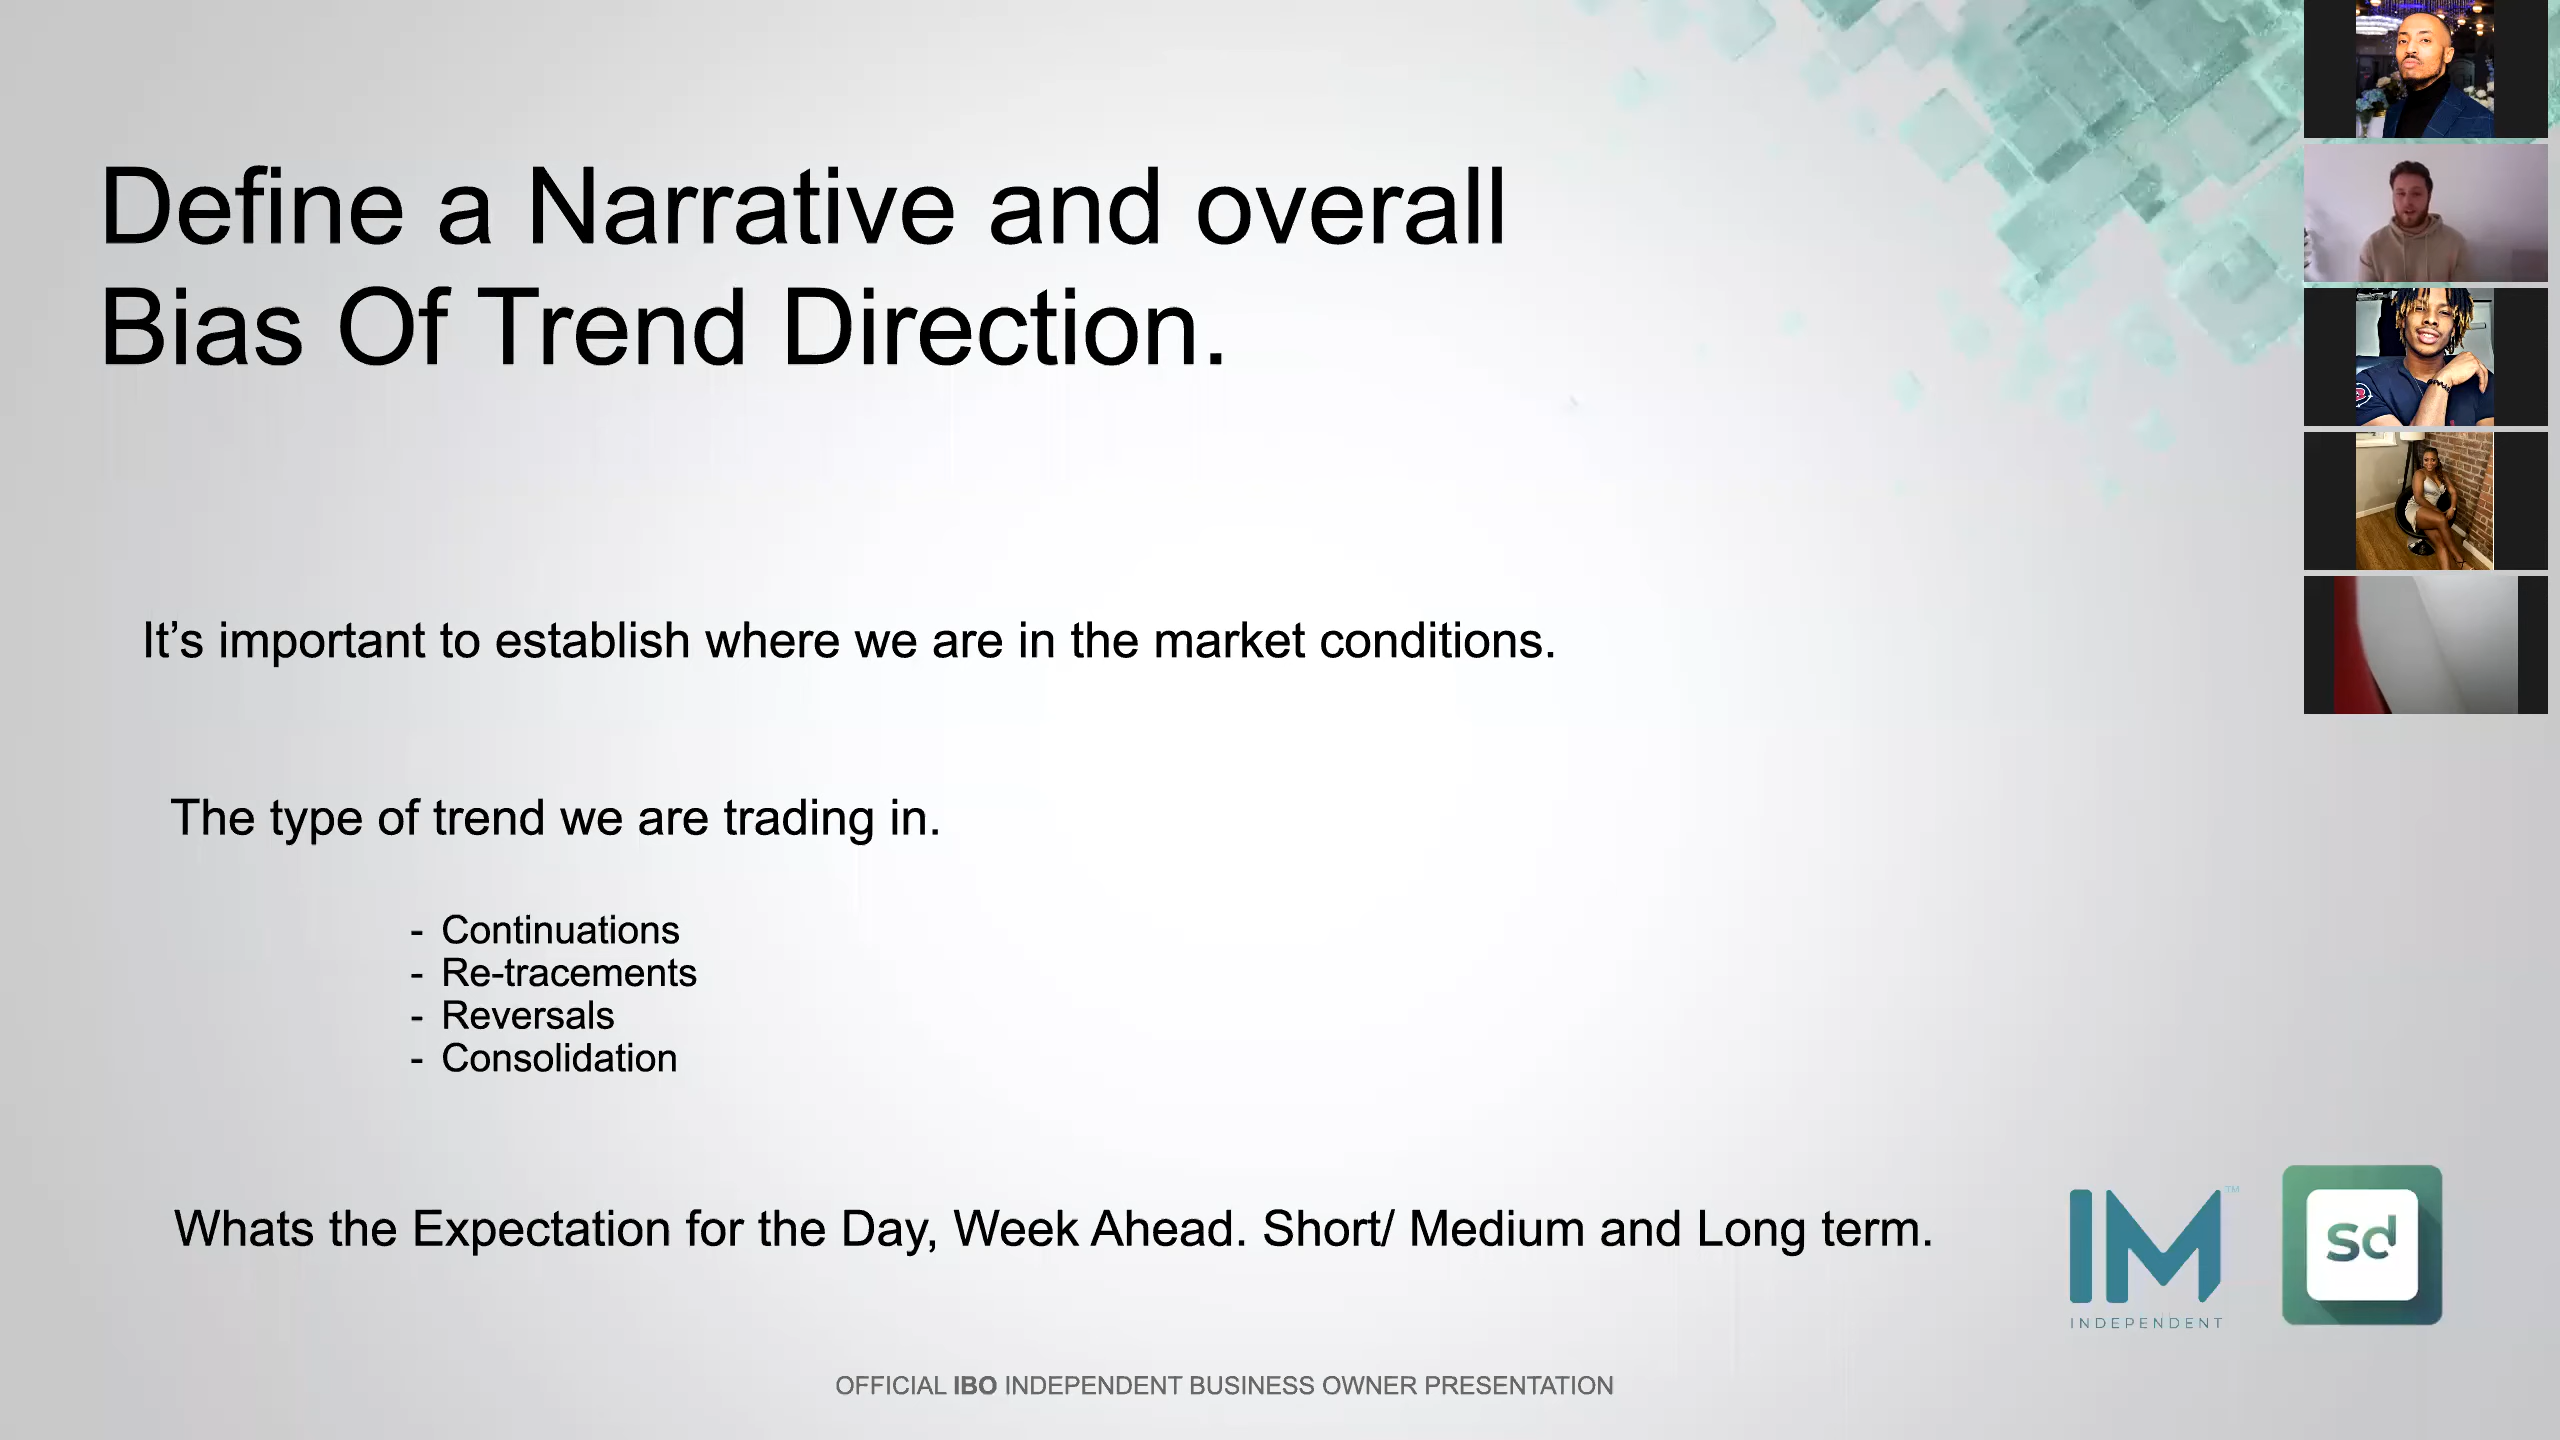 Define a Narrative and overall
Bias Of Trend Direction.
It’s important to establish where we are in the market conditions.
The type of trend we are trading in.
- Continuations
- Re-tracements
- Reversals
- Consolidation
Whats the Expectation for the Day, Week Ahead. Short/ Medium and Long term.
IM™
INDEPENDENT
sd
OFFICIAL IBO INDEPENDENT BUSINESS OWNER PRESENTATION